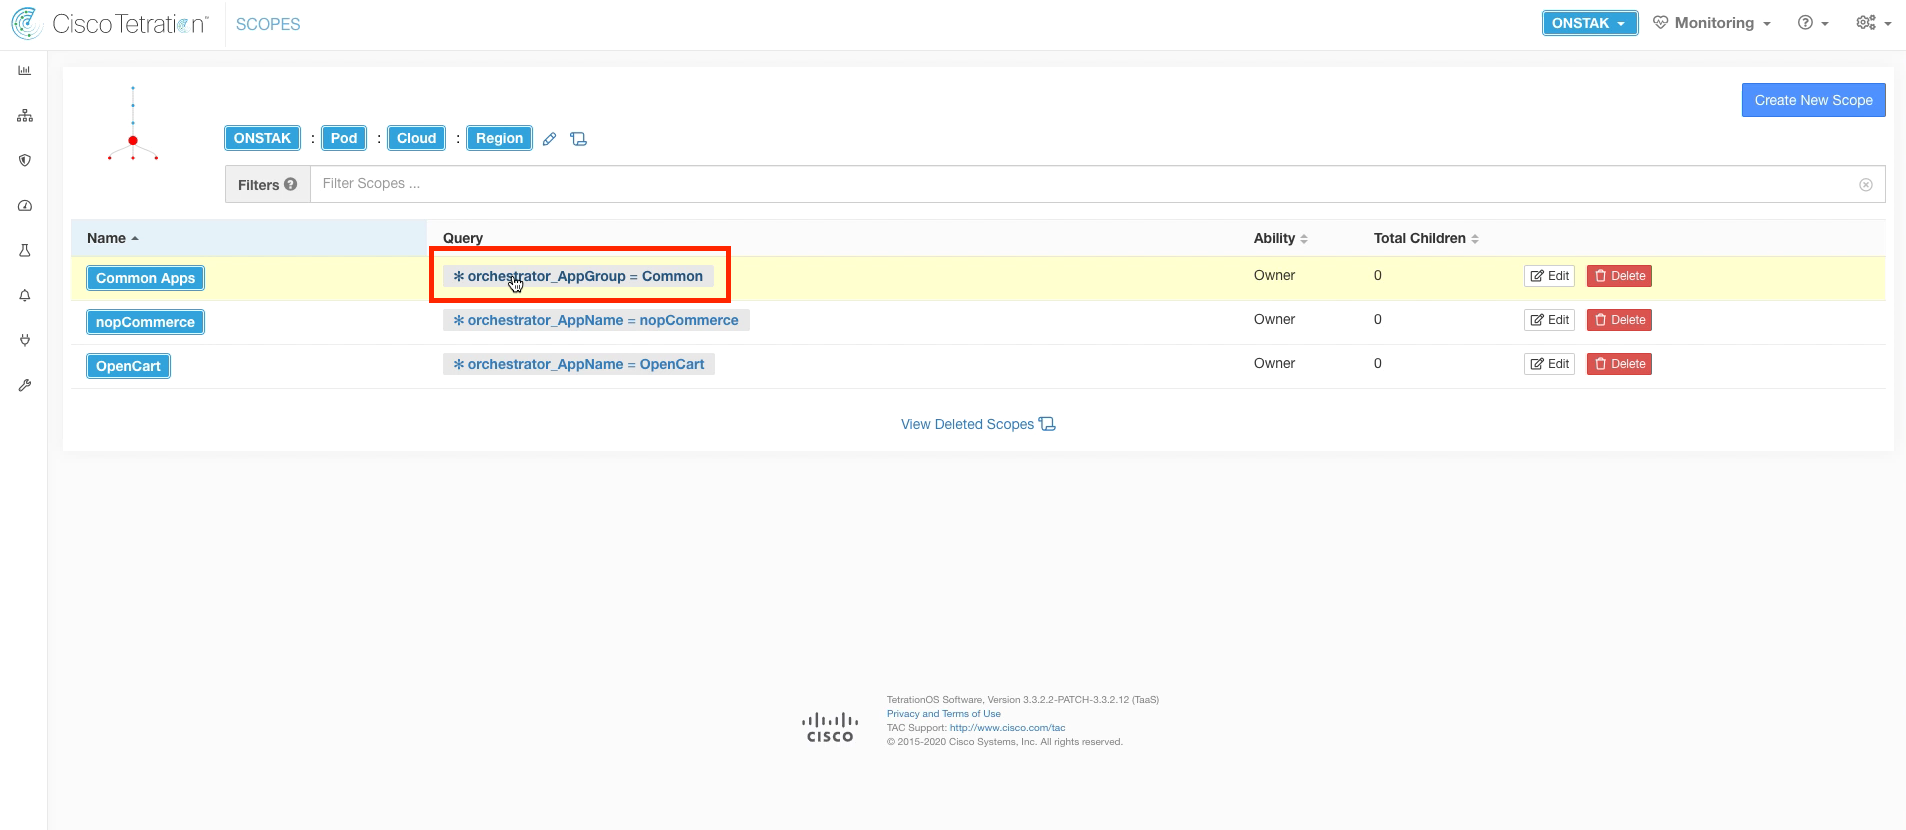 Cisco Tetration™ SCOPES ONSTAK Monitoring
Create New Scope
ONSTAK : Pod : Cloud : Region
Filters Filter Scopes ...
Name Query Ability Total Children
Common Apps * orchestrator_AppGroup = Common Owner 0 Edit Delete
nopCommerce * orchestrator_AppName = nopCommerce Owner 0 Edit Delete
OpenCart * orchestrator_AppName = OpenCart Owner 0 Edit Delete
View Deleted Scopes
CISCO
TetrationOS Software, Version 3.3.2.2-PATCH-3.3.2.12 (TaaS)
Privacy and Terms of Use
TAC Support: http://www.cisco.com/tac
© 2015-2020 Cisco Systems, Inc. All rights reserved.